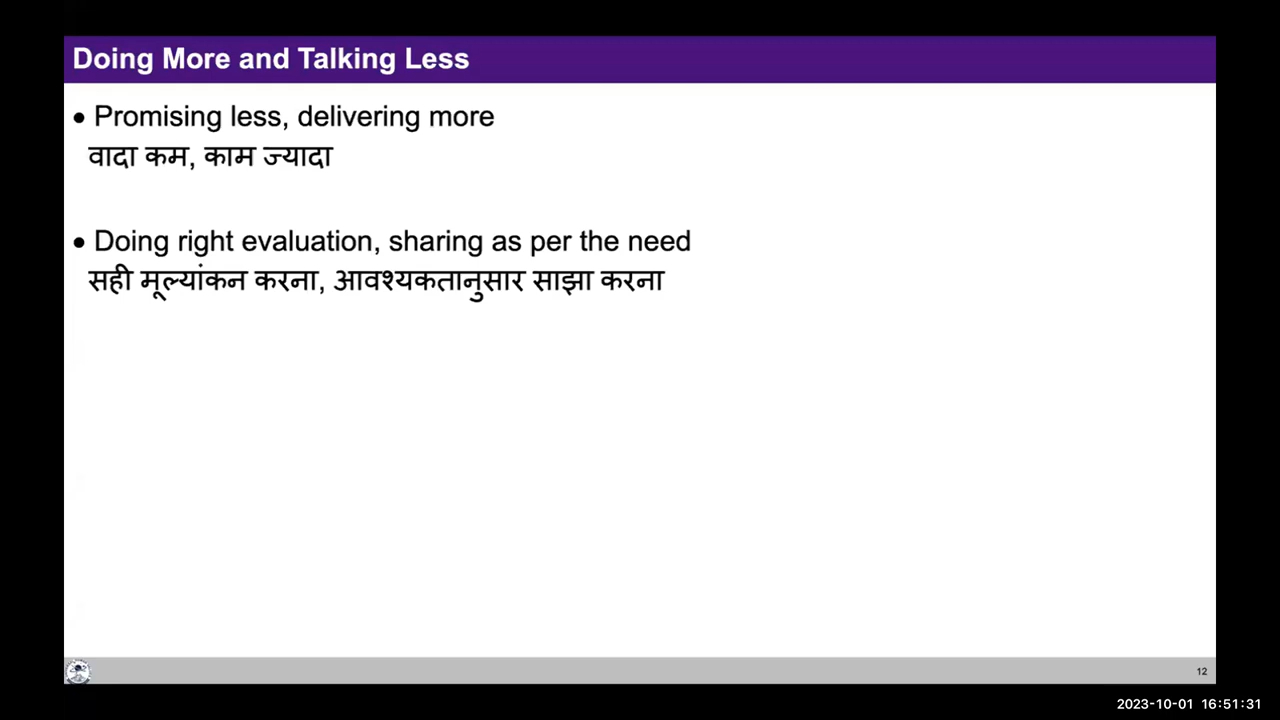 Doing More and Talking Less
• Promising less, delivering more
वादा कम, काम ज्यादा
• Doing right evaluation, sharing as per the need
सही मूल्यांकन करना, आवश्यकतानुसार साझा करना
12
2023-10-01 16:51:31